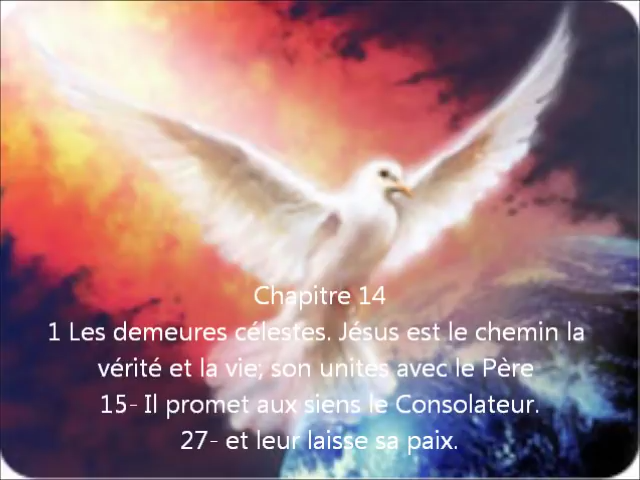 Chapitre 14
1 Les demeures célestes. Jésus est le chemin la
vérité et la vie; son unités avec le Père
15- Il promet aux siens le Consolateur.
27- et leur laisse sa paix.